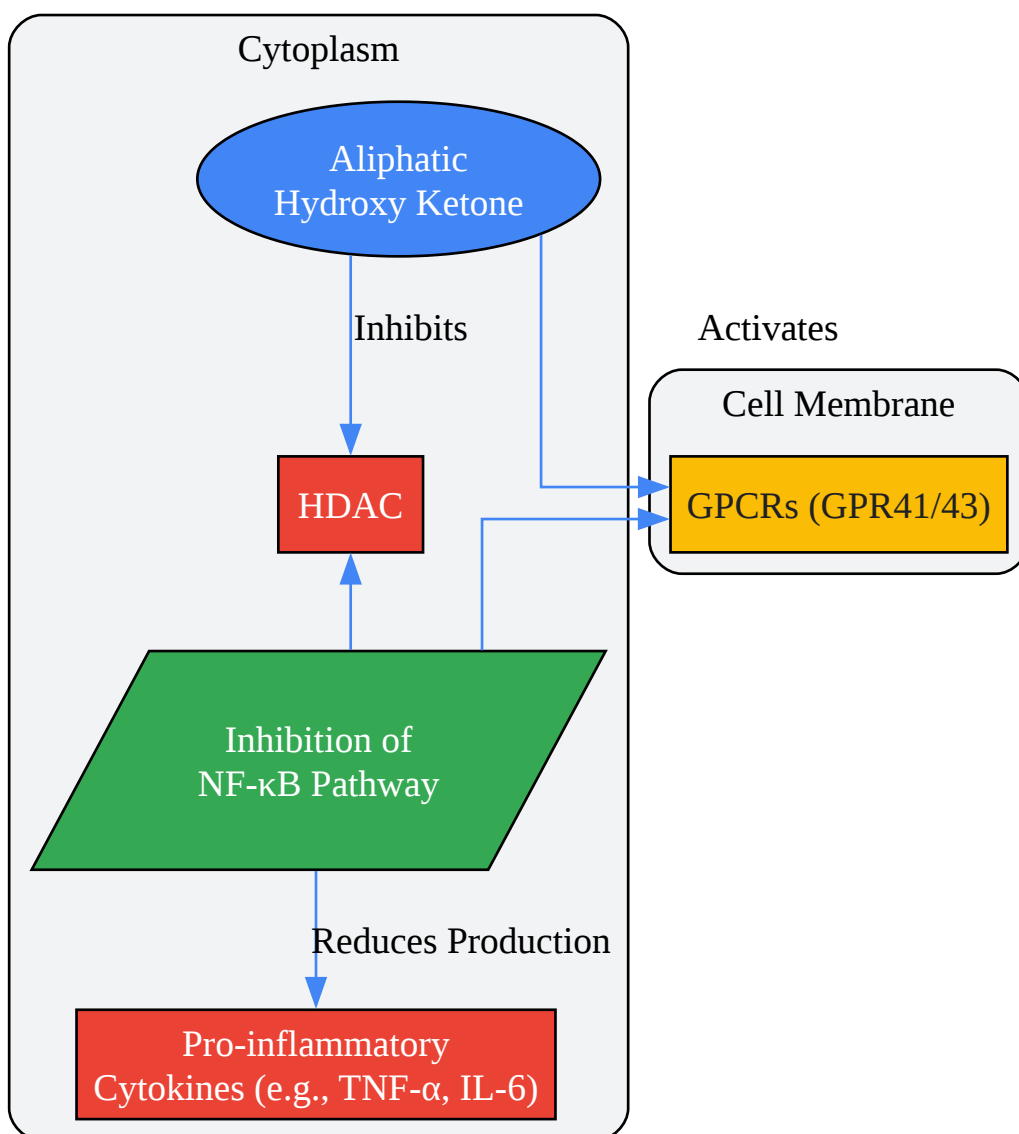 Cytoplasm
Aliphatic
Hydroxy Ketone
Inhibits
Activates
Cell Membrane
HDAC
GPCRs (GPR41/43)
Inhibition of
NF-κB Pathway
Reduces Production
Pro-inflammatory
Cytokines (e.g., TNF-α, IL-6)